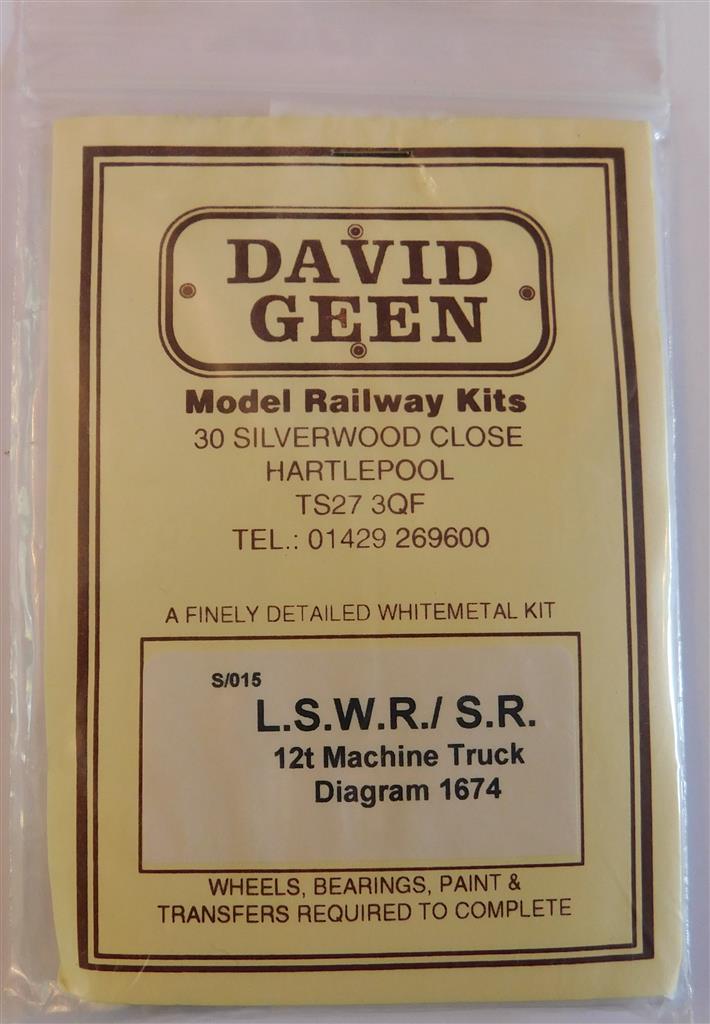 DAVID
GEEN
Model Railway Kits
30 SILVERWOOD CLOSE
HARTLEPOOL
TS27 3QF
TEL.: 01429 269600
A FINELY DETAILED WHITEMETAL KIT
S/015
L.S.W.R./ S.R.
12t Machine Truck
Diagram 1674
WHEELS, BEARINGS, PAINT &
TRANSFERS REQUIRED TO COMPLETE